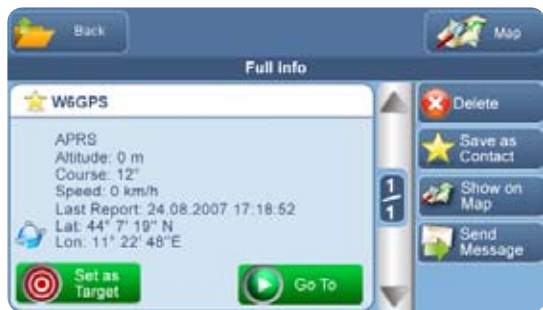 Back
Map
Full Info
W6GPS
APRS
Altitude: 0 m
Course: 12°
Speed: 0 km/h
Last Report: 24.08.2007 17:18:52
Lat: 44° 7' 19" N
Lon: 11° 22' 48"E
Set as
Target
Go To
1
1
Delete
Save as
Contact
Show on
Map
Send
Message